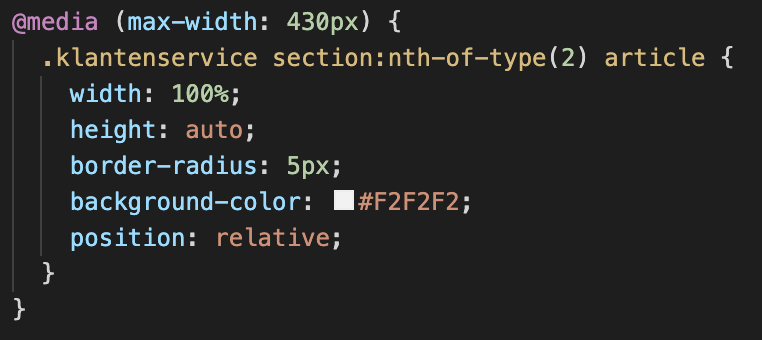 @media (max-width: 430px) {
  .klantenservice section:nth-of-type(2) article {
    width: 100%;
    height: auto;
    border-radius: 5px;
    background-color: #F2F2F2;
    position: relative;
  }
}